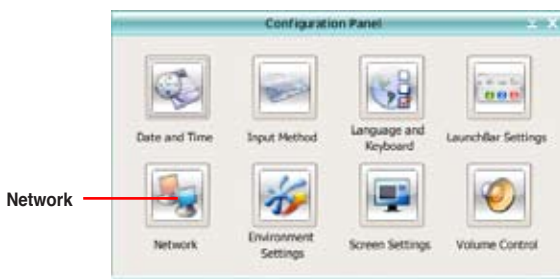 Configuration Panel
Date and Time
Input Method
Language and
Keyboard
LaunchBar Settings
Network
Network
Environment
Settings
Screen Settings
Volume Control